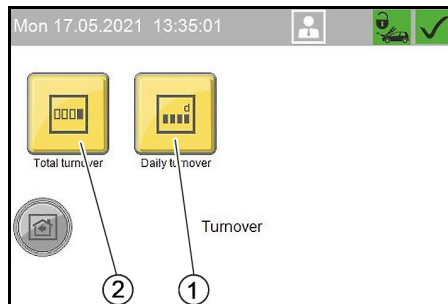 Mon 17.05.2021 13:35:01
d
Total turnover
Daily turnover
Turnover
2
1